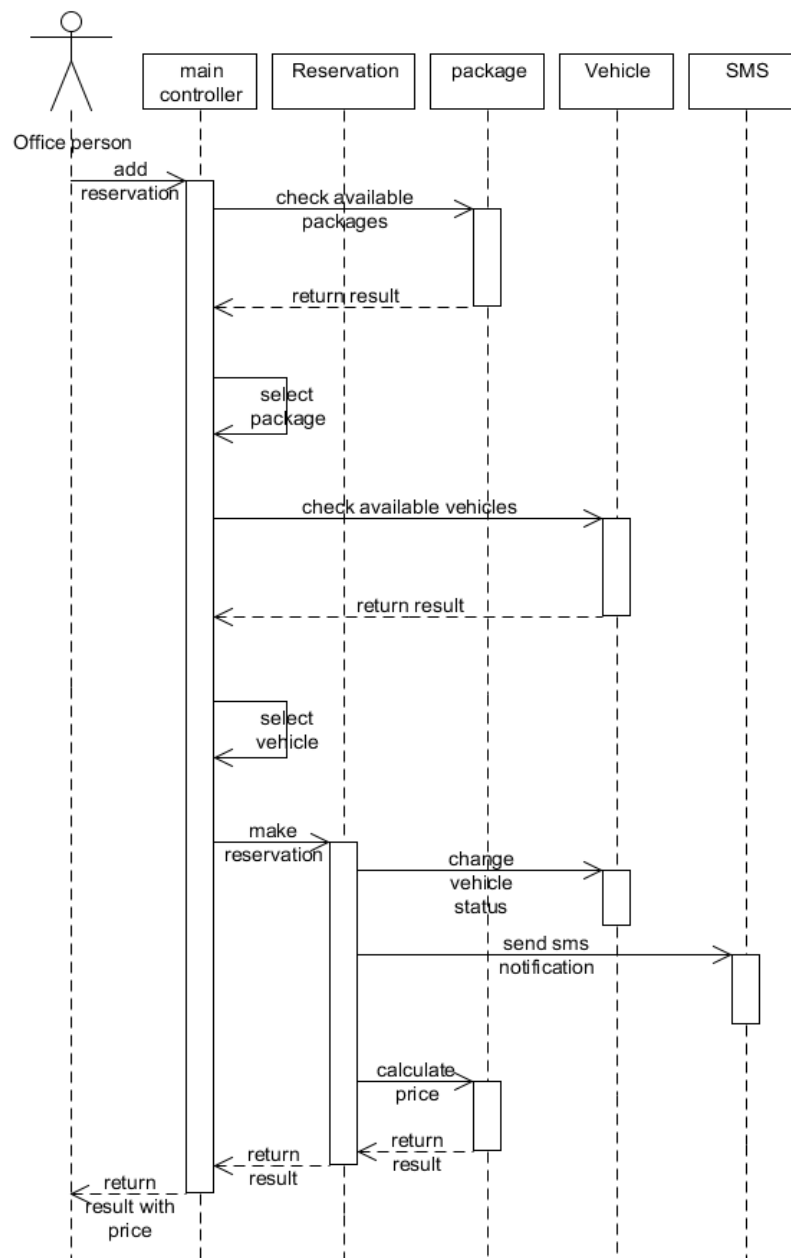 main
controller
Reservation
package
Vehicle
SMS
Office person
add
reservation
check available
packages
return result
select
package
check available vehicles
return result
select
vehicle
make
reservation
change
vehicle
status
send sms
notification
calculate
price
return
result
return
result
return
result with
price